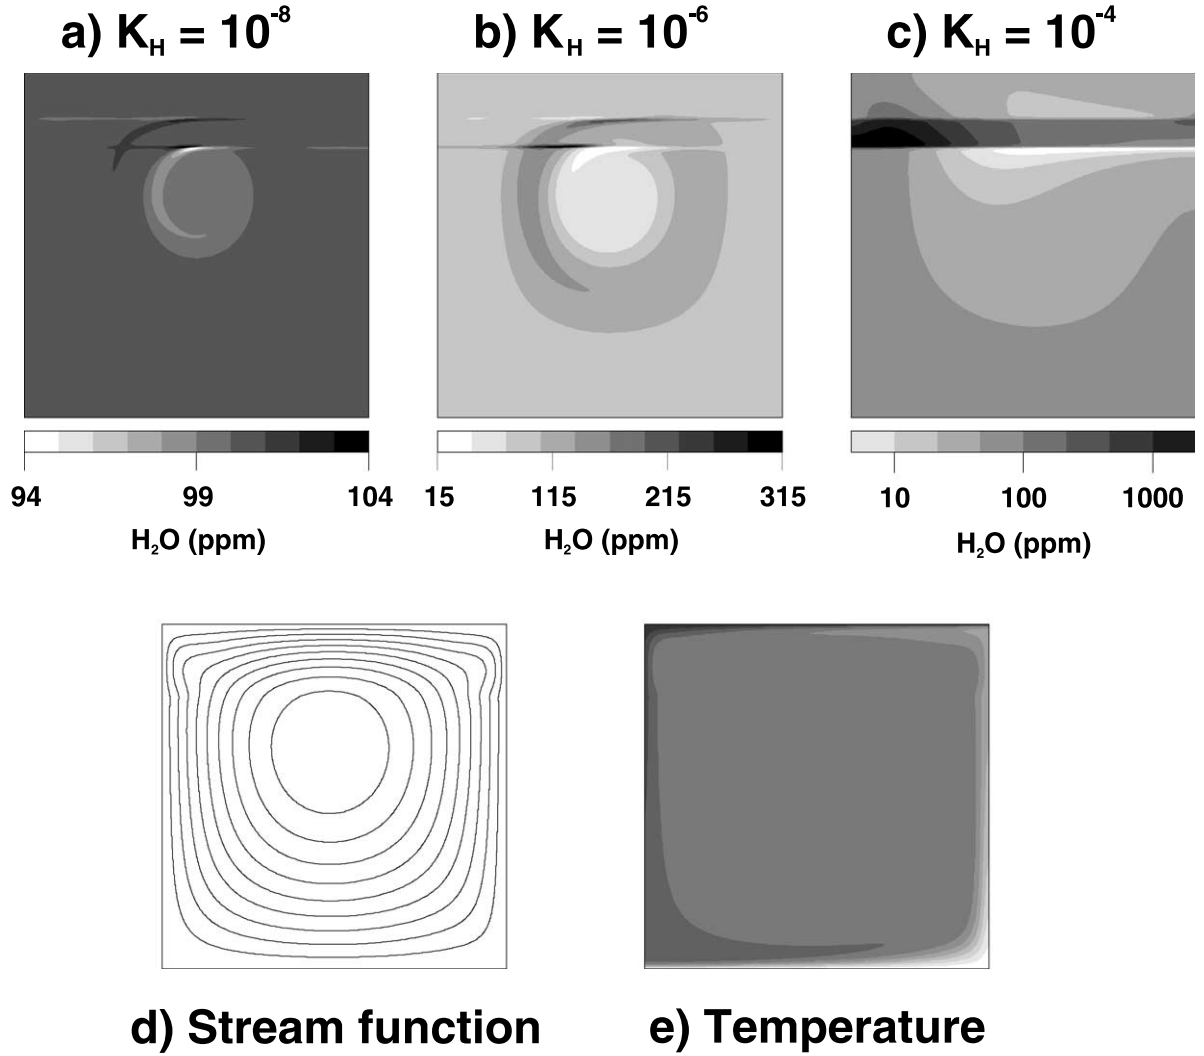 a) K_H = 10^-8 b) K_H = 10^-6 c) K_H = 10^-4
94 99 104 15 115 215 315 10 100 1000
H₂O (ppm) H₂O (ppm) H₂O (ppm)
d) Stream function e) Temperature